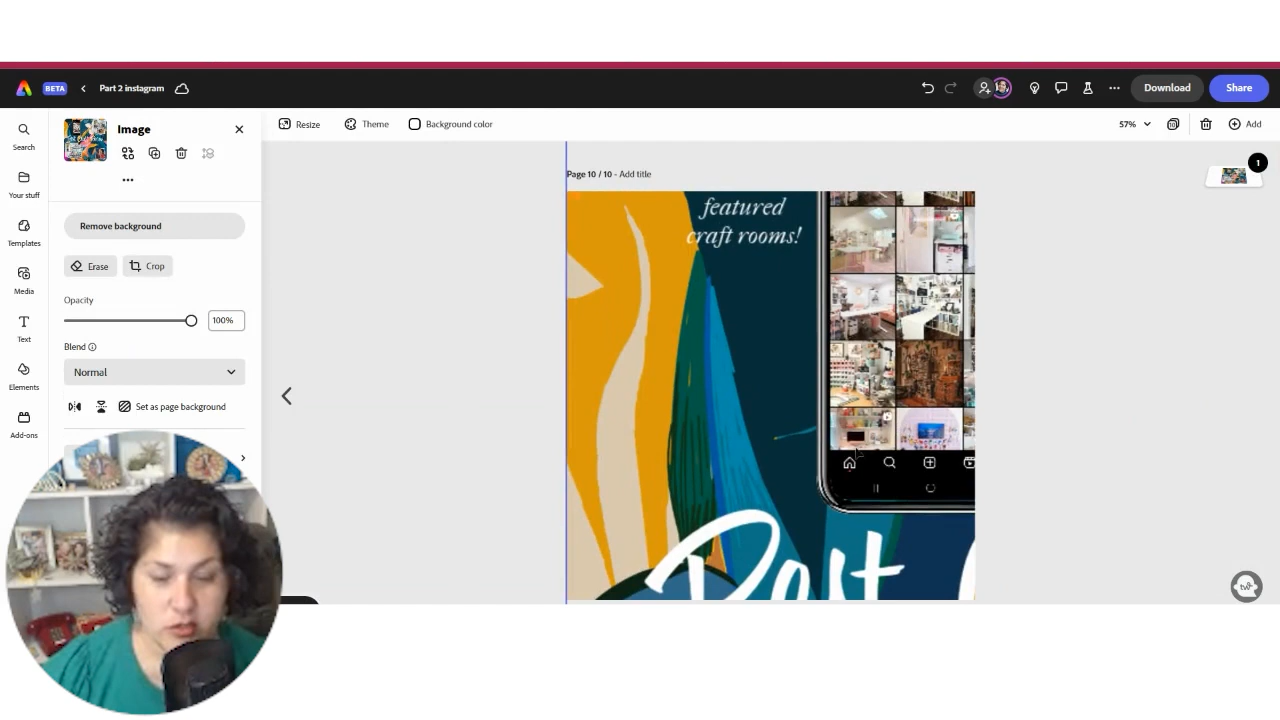 BETA
Part 2 instagram
Download
Share
Image
Resize
Theme
Background color
57%
Add
Search
Page 10 / 10 - Add title
1
Your stuff
Remove background
featured
craft rooms!
Templates
Erase
Crop
Media
Opacity
100%
Text
Blend
Normal
Elements
Set as page background
Add-ons